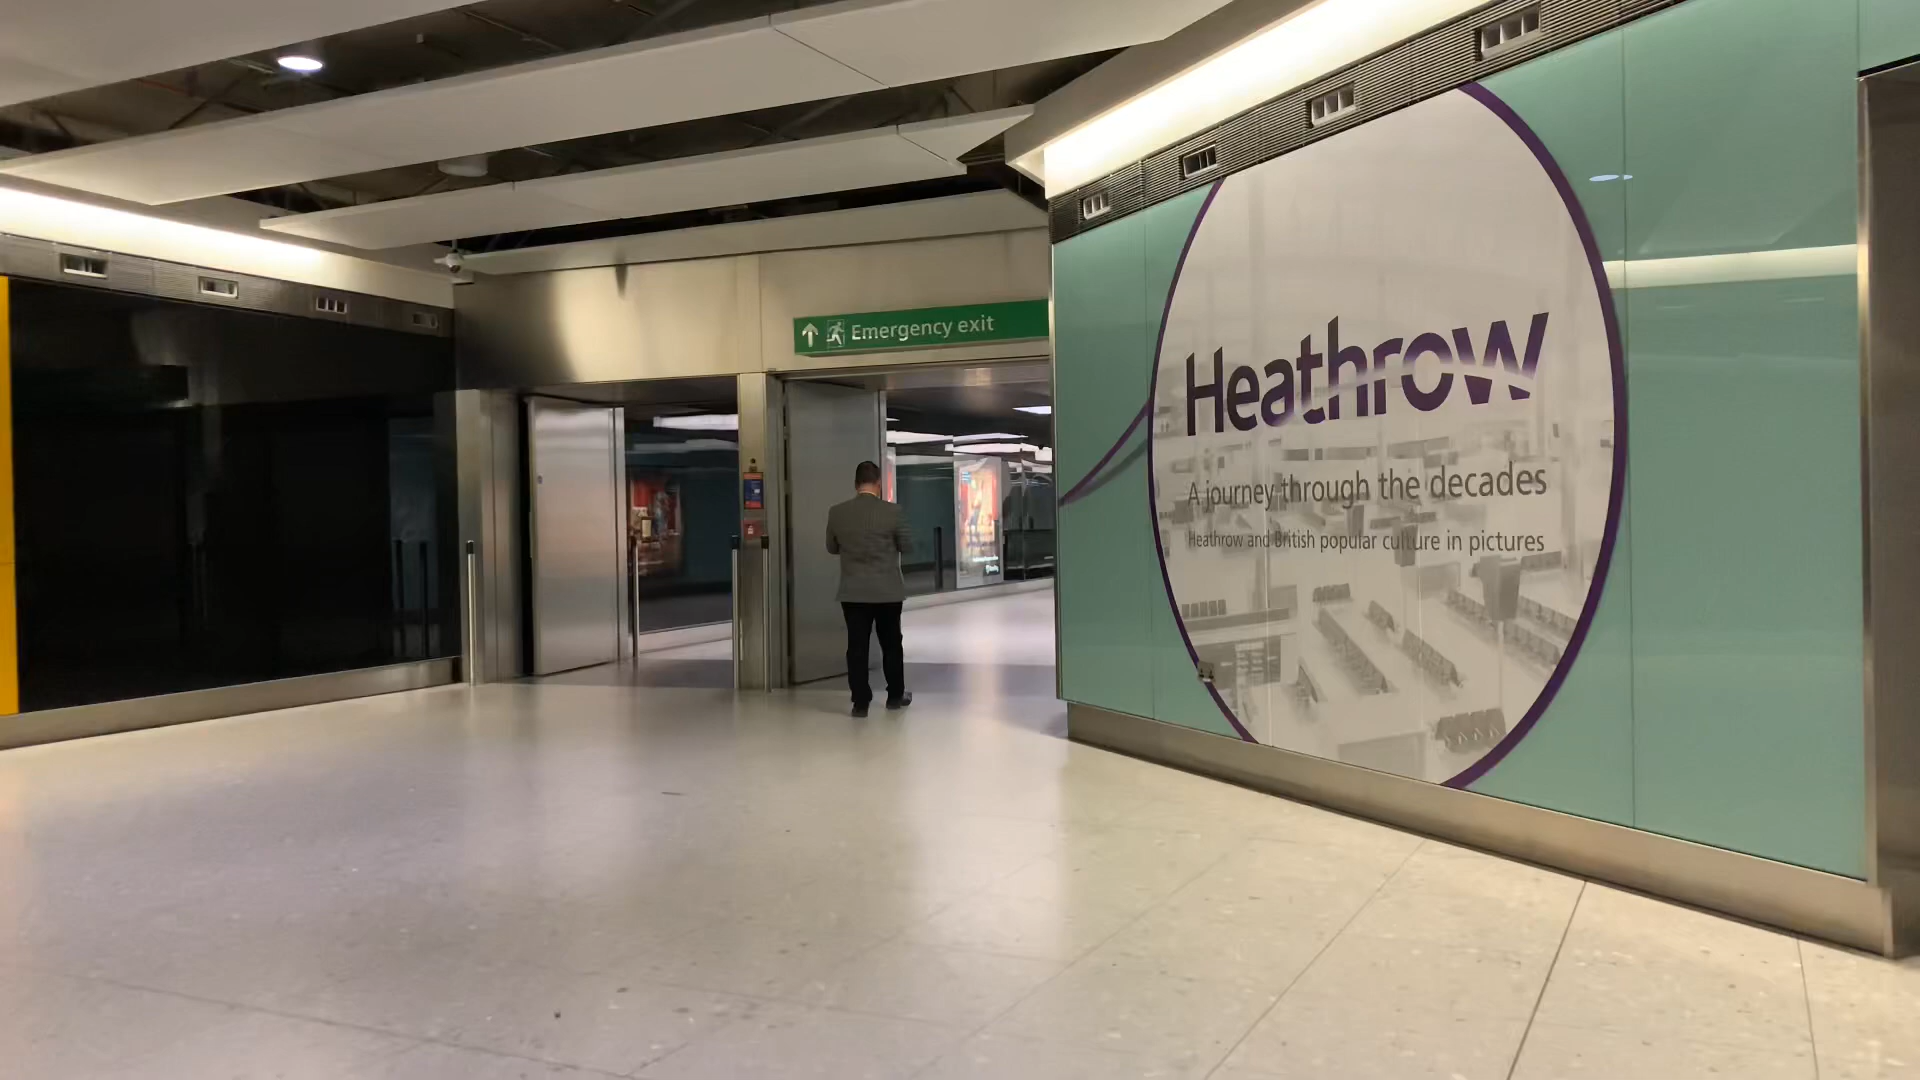 Emergency exit
Heathrow
A journey through the decades
Heathrow and British popular culture in pictures